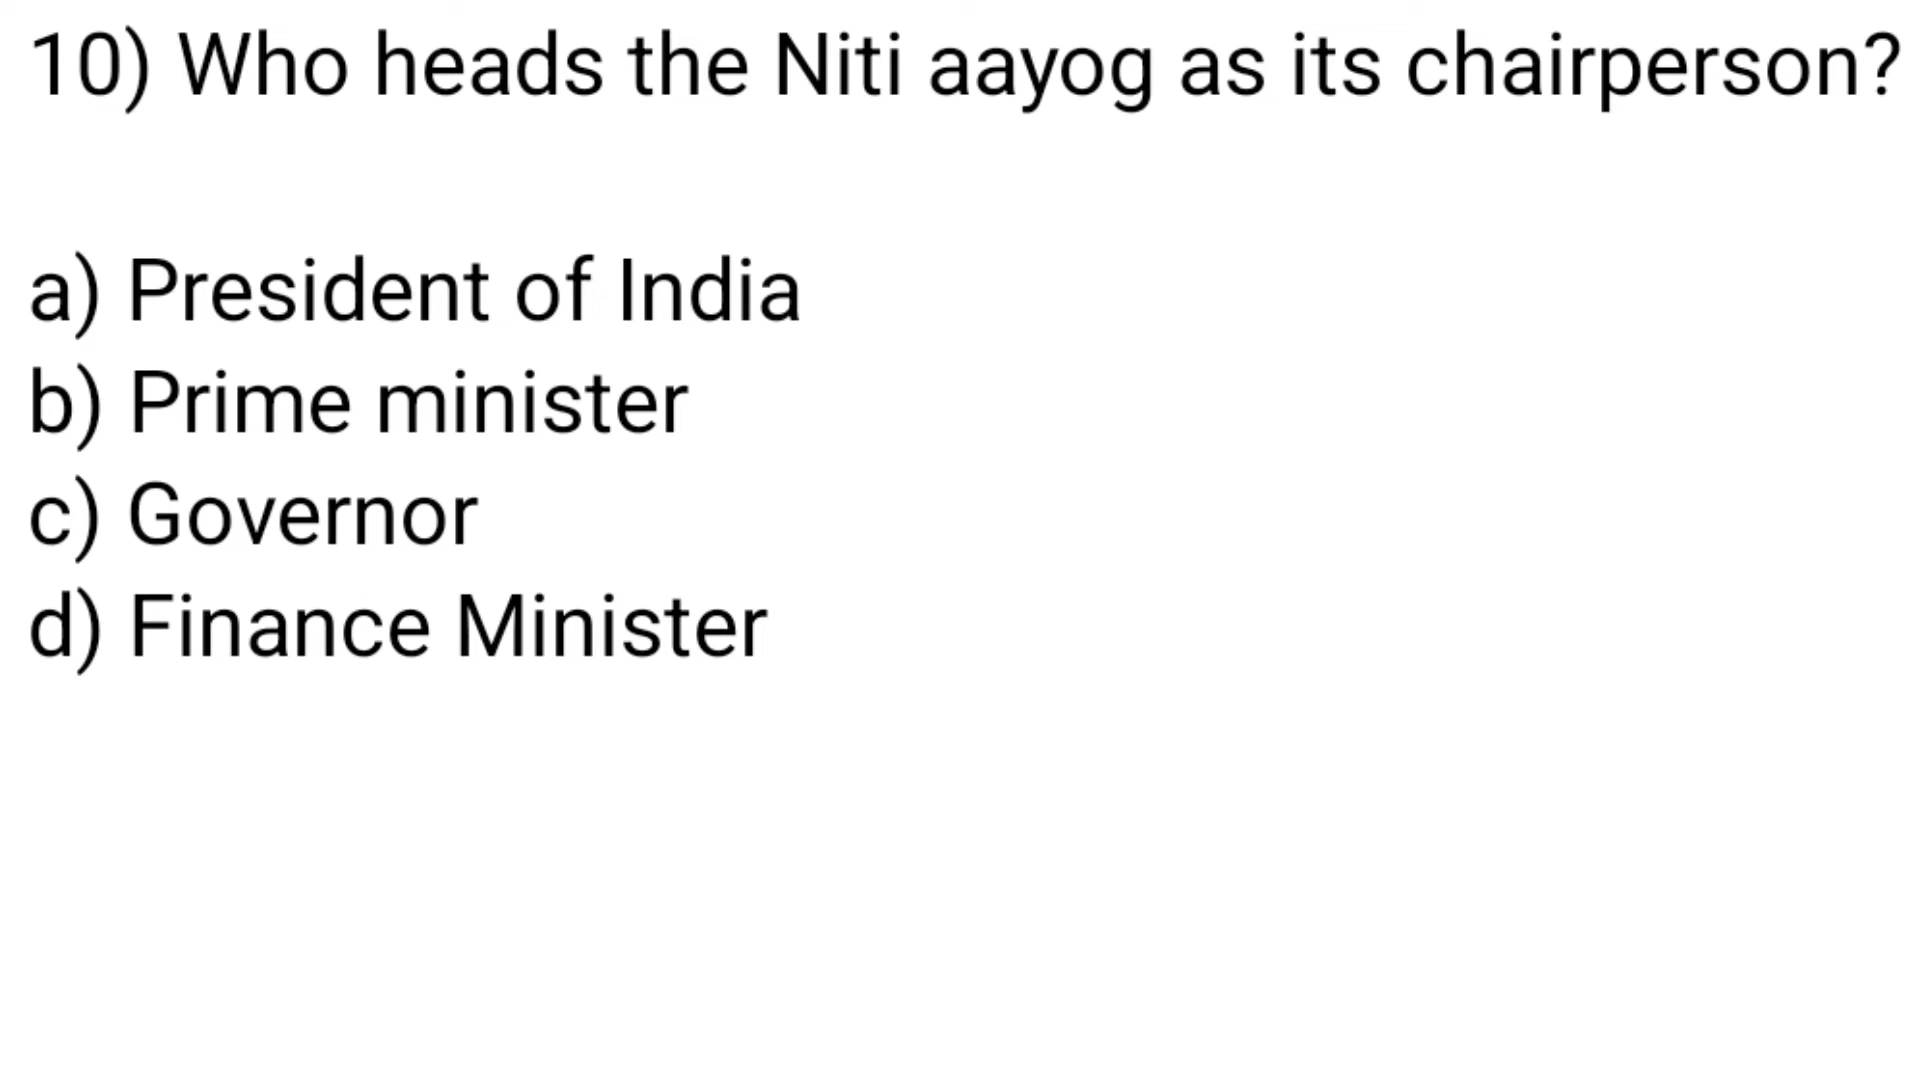 10) Who heads the Niti aayog as its chairperson?
a) President of India
b) Prime minister
c) Governor
d) Finance Minister